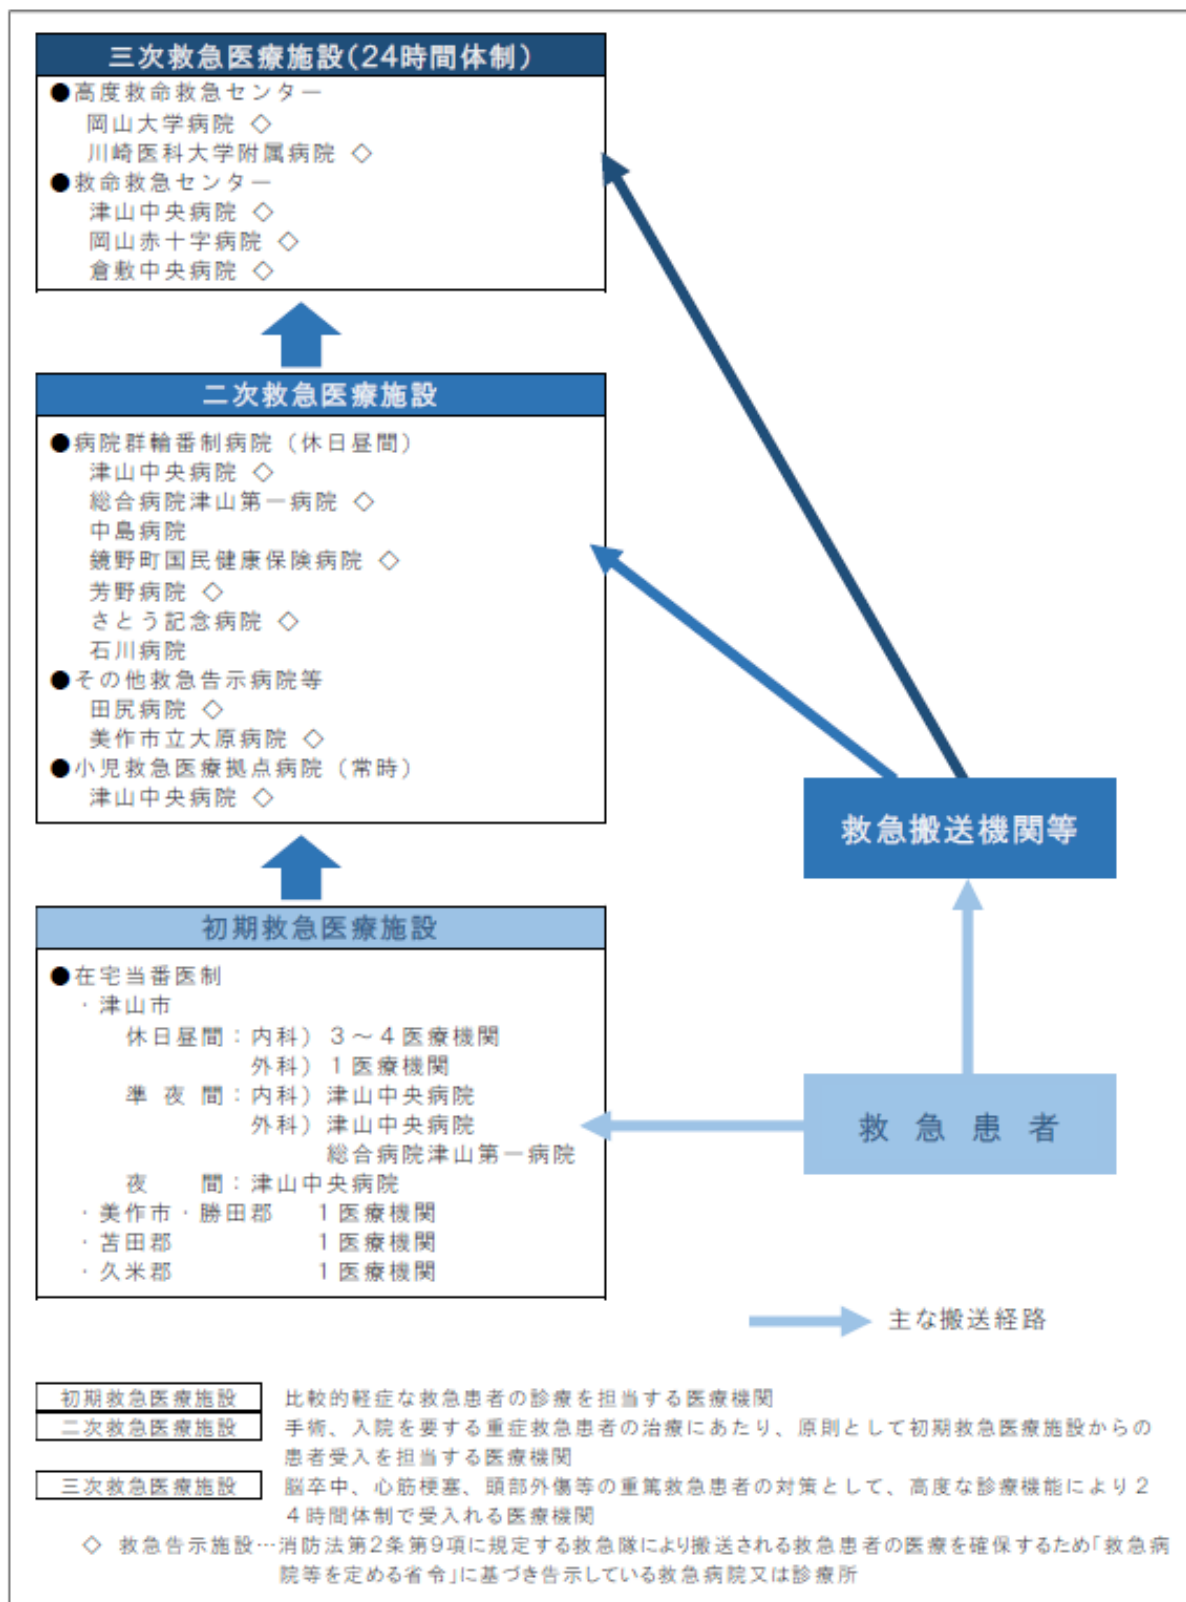 三次救急医療施設(24時間体制)
●高度救命救急センター
岡山大学病院 ◇
川崎医科大学附属病院 ◇
●救命救急センター
津山中央病院 ◇
岡山赤十字病院 ◇
倉敷中央病院 ◇
二次救急医療施設
●病院群輪番制病院（休日昼間）
津山中央病院 ◇
総合病院津山第一病院 ◇
中島病院
鏡野町国民健康保険病院 ◇
芳野病院 ◇
さとう記念病院 ◇
石川病院
●その他救急告示病院等
田尻病院 ◇
美作市立大原病院 ◇
●小児救急医療拠点病院（常時）
津山中央病院 ◇
救急搬送機関等
初期救急医療施設
●在宅当番医制
・津山市
休日昼間：内科）３～４医療機関
外科）１医療機関
準 夜 間：内科）津山中央病院
外科）津山中央病院
総合病院津山第一病院
夜　　間：津山中央病院
・美作市・勝田郡　１医療機関
・苫田郡　１医療機関
・久米郡　１医療機関
救 急 患 者
主な搬送経路
初期救急医療施設　比較的軽症な救急患者の診療を担当する医療機関
二次救急医療施設　手術、入院を要する重症救急患者の治療にあたり、原則として初期救急医療施設からの
患者受入を担当する医療機関
三次救急医療施設　脳卒中、心筋梗塞、頭部外傷等の重篤救急患者の対策として、高度な診療機能により２
４時間体制で受入れる医療機関
◇ 救急告示施設…消防法第2条第9項に規定する救急隊により搬送される救急患者の医療を確保するため「救急病
院等を定める省令」に基づき告示している救急病院又は診療所